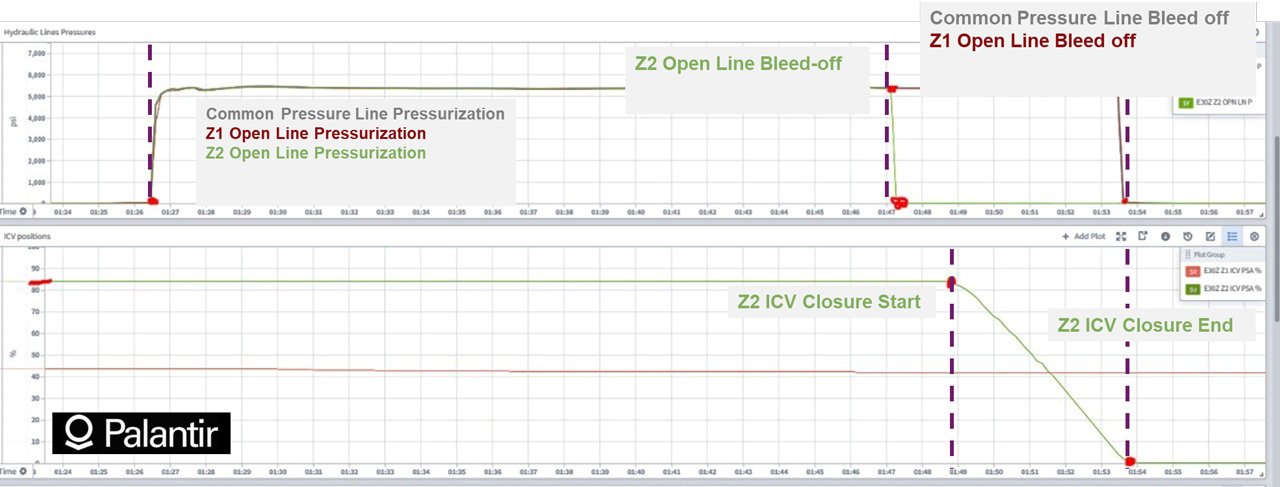 Common Pressure Line Bleed off
Z1 Open Line Bleed off
Hydraulic Lines Pressures
Z2 Open Line Bleed-off
7,000
6,000
5,000
4,000
3,000
2,000
1,000
psi
P
E30Z Z2 OPN LN P
Common Pressure Line Pressurization
Z1 Open Line Pressurization
Z2 Open Line Pressurization
Time
01:24 01:25 01:26 01:27 01:28 01:29 01:30 01:31 01:32 01:33 01:34 01:35 01:36 01:37 01:38 01:39 01:40 01:41 01:42 01:43 01:44 01:45 01:46 01:47 01:48 01:49 01:50 01:51 01:52 01:53 01:54 01:55 01:56 01:57
ICV positions
+ Add Plot
Plot Group
E30Z Z1 ICV PSA %
E30Z Z2 ICV PSA %
100
90
80
70
60
50
40
30
20
10
0
%
Z2 ICV Closure Start
Z2 ICV Closure End
Palantir
Time
01:24 01:25 01:26 01:27 01:28 01:29 01:30 01:31 01:32 01:33 01:34 01:35 01:36 01:37 01:38 01:39 01:40 01:41 01:42 01:43 01:44 01:45 01:46 01:47 01:48 01:49 01:50 01:51 01:52 01:53 01:54 01:55 01:56 01:57